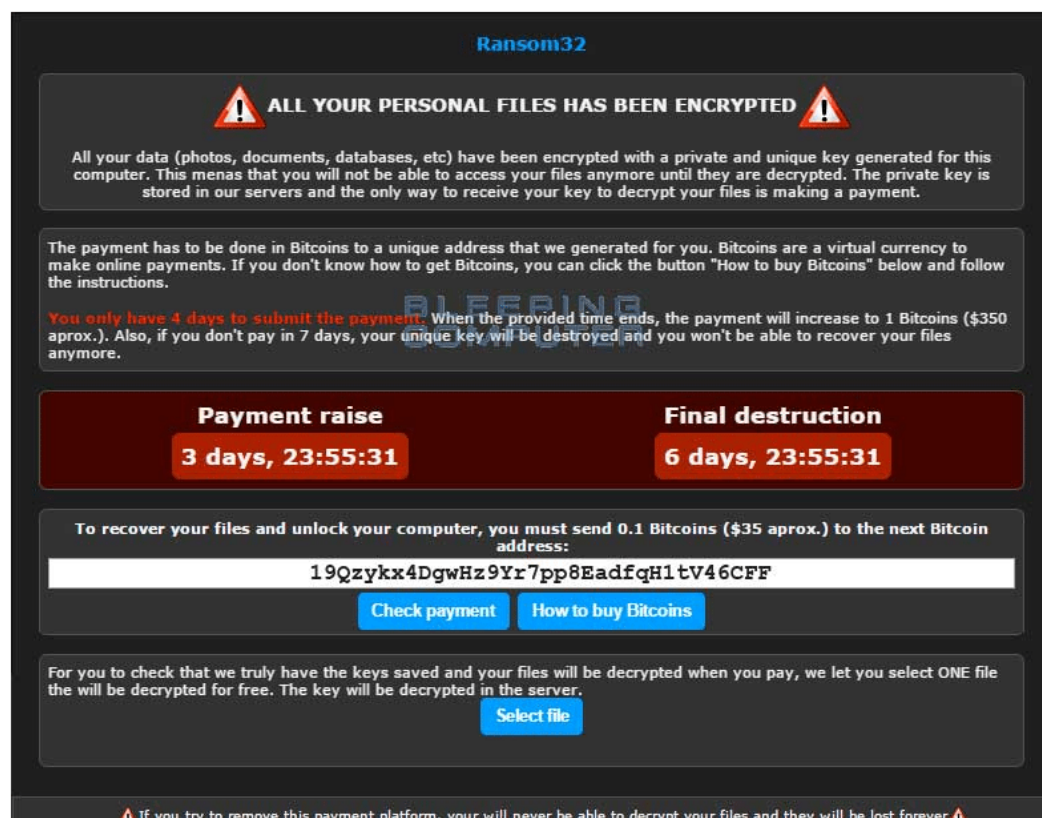 Ransom32
ALL YOUR PERSONAL FILES HAS BEEN ENCRYPTED
All your data (photos, documents, databases, etc) have been encrypted with a private and unique key generated for this
computer. This menas that you will not be able to access your files anymore until they are decrypted. The private key is
stored in our servers and the only way to receive your key to decrypt your files is making a payment.
The payment has to be done in Bitcoins to a unique address that we generated for you. Bitcoins are a virtual currency to
make online payments. If you don't know how to get Bitcoins, you can click the button "How to buy Bitcoins" below and follow
the instructions.
BLEEPING
COMPUTER
You only have 4 days to submit the payment. When the provided time ends, the payment will increase to 1 Bitcoins ($350
aprox.). Also, if you don't pay in 7 days, your unique key will be destroyed and you won't be able to recover your files
anymore.
Payment raise
3 days, 23:55:31
Final destruction
6 days, 23:55:31
To recover your files and unlock your computer, you must send 0.1 Bitcoins ($35 aprox.) to the next Bitcoin
address:
19Qzykx4DgwHz9Yr7pp8EadfqH1tV46CFF
Check payment
How to buy Bitcoins
For you to check that we truly have the keys saved and your files will be decrypted when you pay, we let you select ONE file
the will be decrypted for free. The key will be decrypted in the server.
Select file
If you try to remove this payment platform, your will never be able to decrypt your files and they will be lost forever